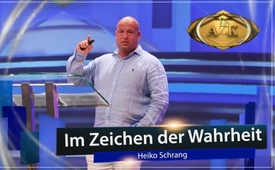 AZK
Im Zeichen der Wahrheit
Heiko Schrang